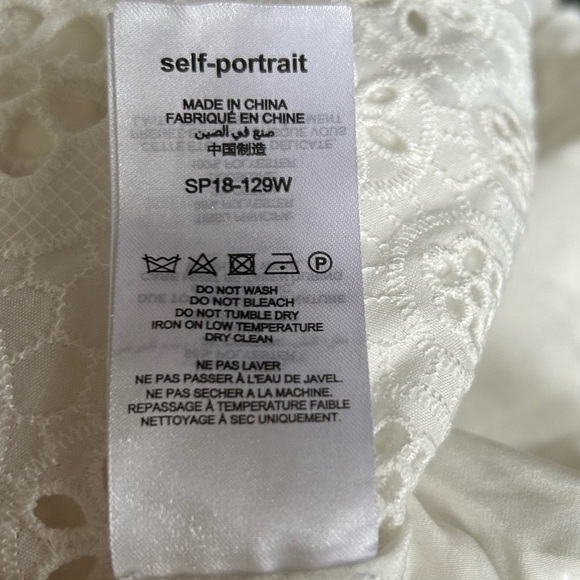 self-portrait
MADE IN CHINA
FABRIQUÉ EN CHINE
صنع في الصين
中国制造
SP18-129W
P
DO NOT WASH
DO NOT BLEACH
DO NOT TUMBLE DRY
IRON ON LOW TEMPERATURE
DRY CLEAN
NE PAS LAVER
NE PAS PASSER À L'EAU DE JAVEL.
NE PAS SECHER A LA MACHINE.
REPASSAGE À TEMPERATURE FAIBLE
NETTOYAGE À SEC UNIQUEMENT.